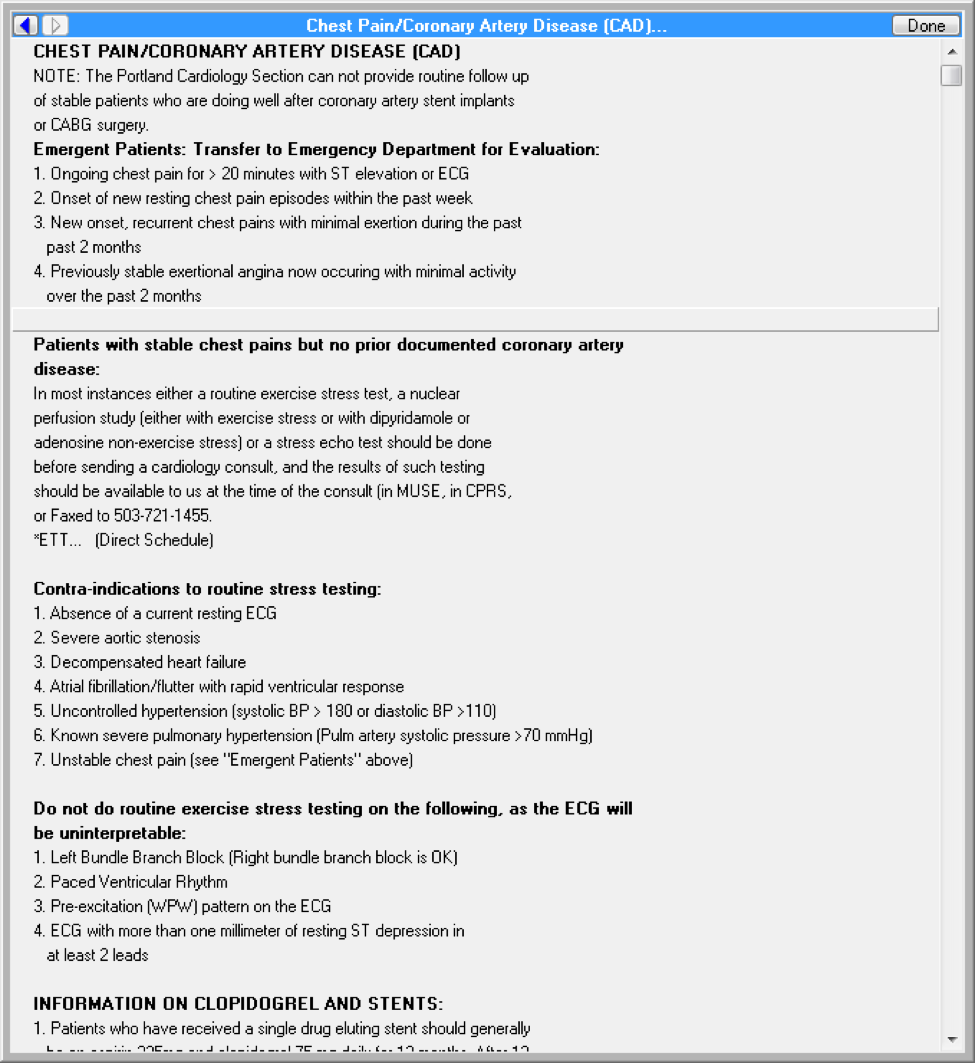 Chest Pain/Coronary Artery Disease (CAD)...
Done
CHEST PAIN/CORONARY ARTERY DISEASE (CAD)
NOTE: The Portland Cardiology Section can not provide routine follow up
of stable patients who are doing well after coronary artery stent implants
or CABG surgery.
Emergent Patients: Transfer to Emergency Department for Evaluation:
1. Ongoing chest pain for > 20 minutes with ST elevation or ECG
2. Onset of new resting chest pain episodes within the past week
3. New onset, recurrent chest pains with minimal exertion during the past
past 2 months
4. Previously stable exertional angina now occuring with minimal activity
over the past 2 months
Patients with stable chest pains but no prior documented coronary artery
disease:
In most instances either a routine exercise stress test, a nuclear
perfusion study (either with exercise stress or with dipyridamole or
adenosine non-exercise stress) or a stress echo test should be done
before sending a cardiology consult, and the results of such testing
should be available to us at the time of the consult (in MUSE, in CPRS,
or Faxed to 503-721-1455.
*ETT... (Direct Schedule)
Contra-indications to routine stress testing:
1. Absence of a current resting ECG
2. Severe aortic stenosis
3. Decompensated heart failure
4. Atrial fibrillation/flutter with rapid ventricular response
5. Uncontrolled hypertension (systolic BP > 180 or diastolic BP >110)
6. Known severe pulmonary hypertension (Pulm artery systolic pressure >70 mmHg)
7. Unstable chest pain (see "Emergent Patients" above)
Do not do routine exercise stress testing on the following, as the ECG will
be uninterpretable:
1. Left Bundle Branch Block (Right bundle branch block is OK)
2. Paced Ventricular Rhythm
3. Pre-excitation (WPW) pattern on the ECG
4. ECG with more than one millimeter of resting ST depression in
at least 2 leads
INFORMATION ON CLOPIDOGREL AND STENTS:
1. Patients who have received a single drug eluting stent should generally